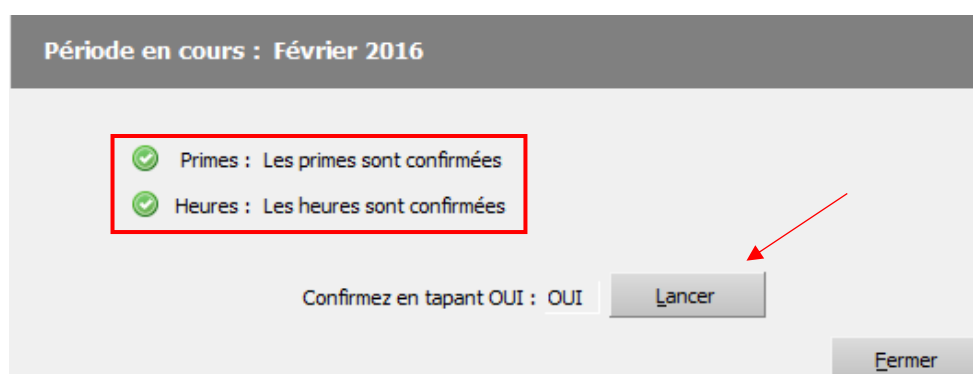 Période en cours : Février 2016
Primes : Les primes sont confirmées
Heures : Les heures sont confirmées
Confirmez en tapant OUI : OUI Lancer
Fermer